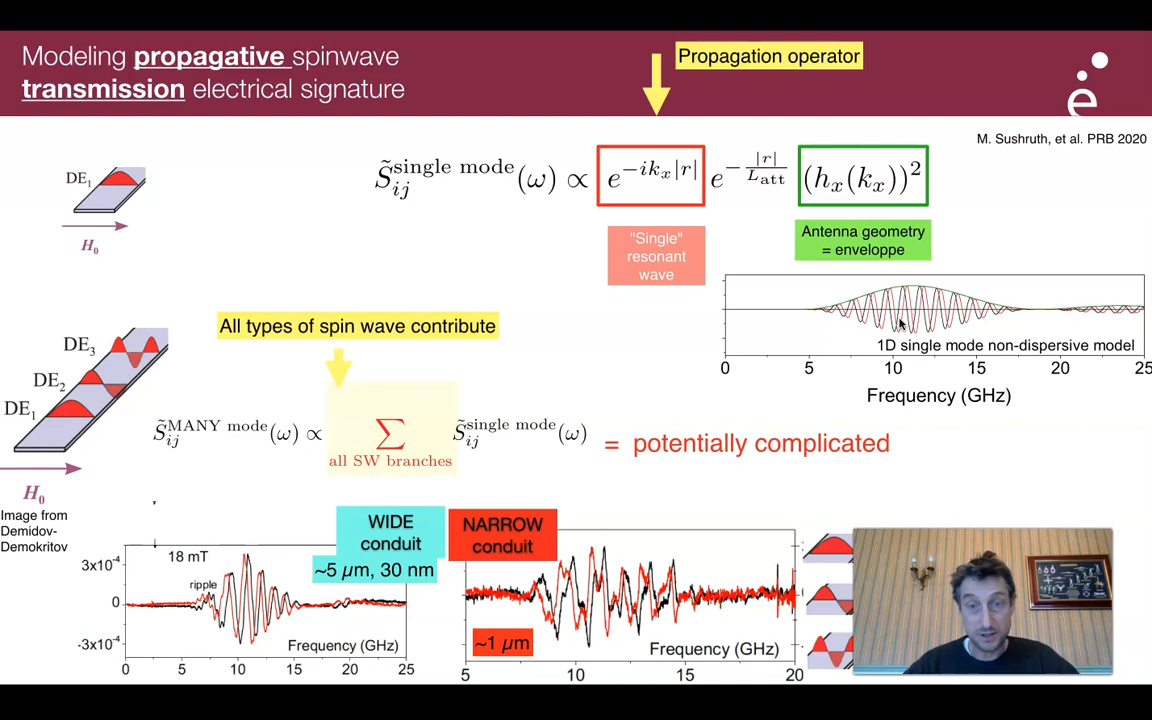 Modeling propagative spinwave
transmission electrical signature
Propagation operator
e
M. Sushruth, et al. PRB 2020
S̃ᵢⱼ^single mode(ω) ∝ e^{-ikₓ|r|} e^{-|r|/L_att} (hₓ(kₓ))²
DE₁
H₀
"Single"
resonant
wave
Antenna geometry
= enveloppe
1D single mode non-dispersive model
0 5 10 15 20 25
Frequency (GHz)
All types of spin wave contribute
DE₃
DE₂
DE₁
H₀
S̃ᵢⱼ^MANY mode(ω) ∝ ∑ S̃ᵢⱼ^single mode(ω)
all SW branches
= potentially complicated
Image from
Demidov-
Demokritov
WIDE
conduit
~5 µm, 30 nm
NARROW
conduit
18 mT
ripple
3x10⁻⁴
0
-3x10⁻⁴
Frequency (GHz)
0 5 10 15 20 25
~1 µm
Frequency (GHz)
5 10 15 20